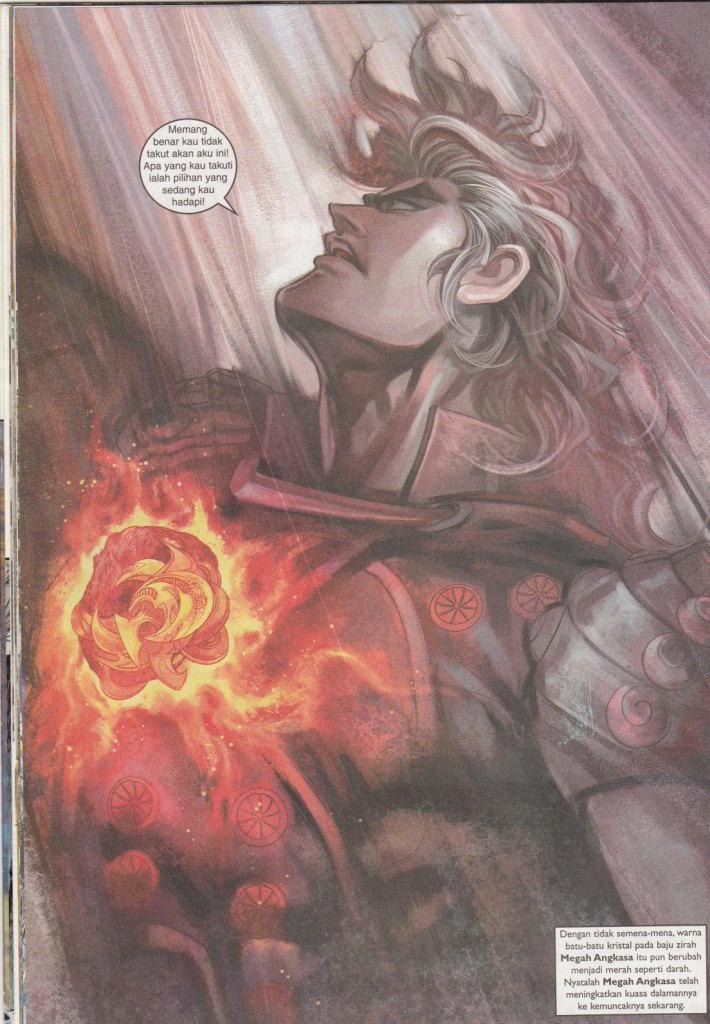 Memang
benar kau tidak
takut akan aku ini!
Apa yang kau takuti
ialah pilihan yang
sedang kau
hadapi!
Dengan tidak semena-mena, warna
batu-batu kristal pada baju zirah
Megah Angkasa itu pun berubah
menjadi merah seperti darah.
Nyatalah Megah Angkasa telah
meningkatkan kuasa dalamannya
ke kemuncaknya sekarang.